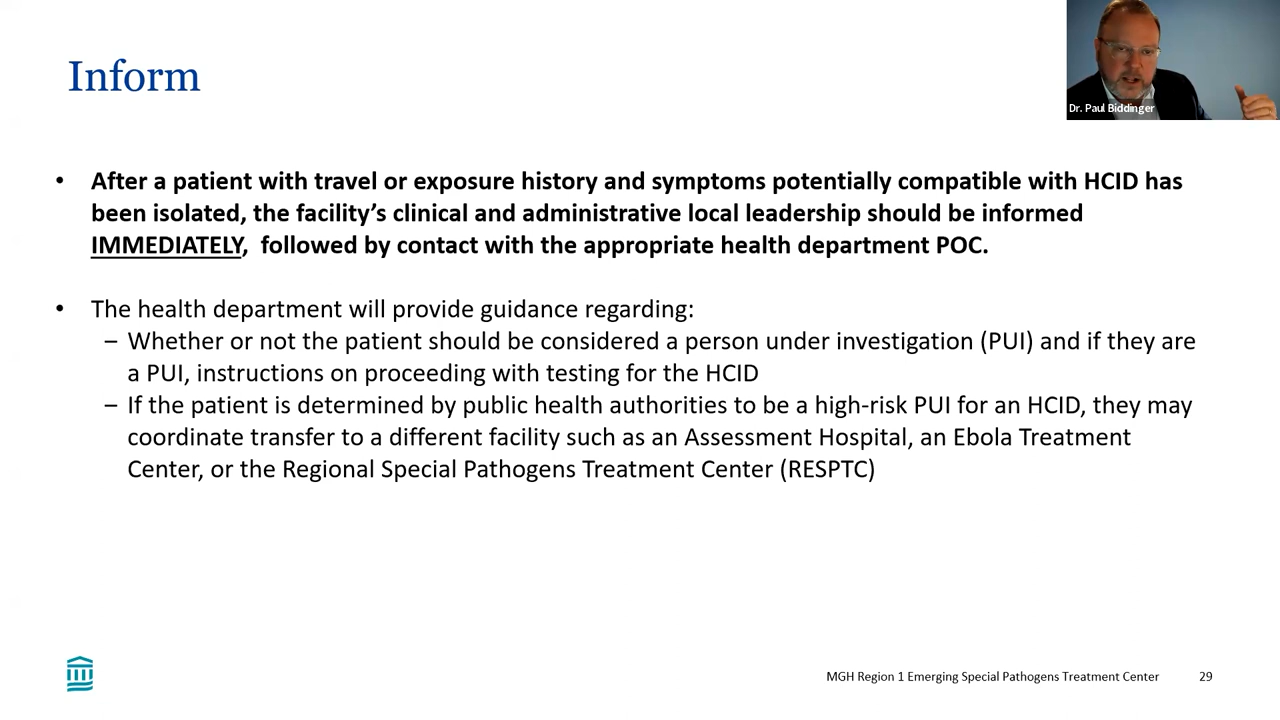 Inform
Dr. Paul Biddinger
• After a patient with travel or exposure history and symptoms potentially compatible with HCID has
been isolated, the facility’s clinical and administrative local leadership should be informed
IMMEDIATELY, followed by contact with the appropriate health department POC.
• The health department will provide guidance regarding:
– Whether or not the patient should be considered a person under investigation (PUI) and if they are
a PUI, instructions on proceeding with testing for the HCID
– If the patient is determined by public health authorities to be a high-risk PUI for an HCID, they may
coordinate transfer to a different facility such as an Assessment Hospital, an Ebola Treatment
Center, or the Regional Special Pathogens Treatment Center (RESPTC)
MGH Region 1 Emerging Special Pathogens Treatment Center 29